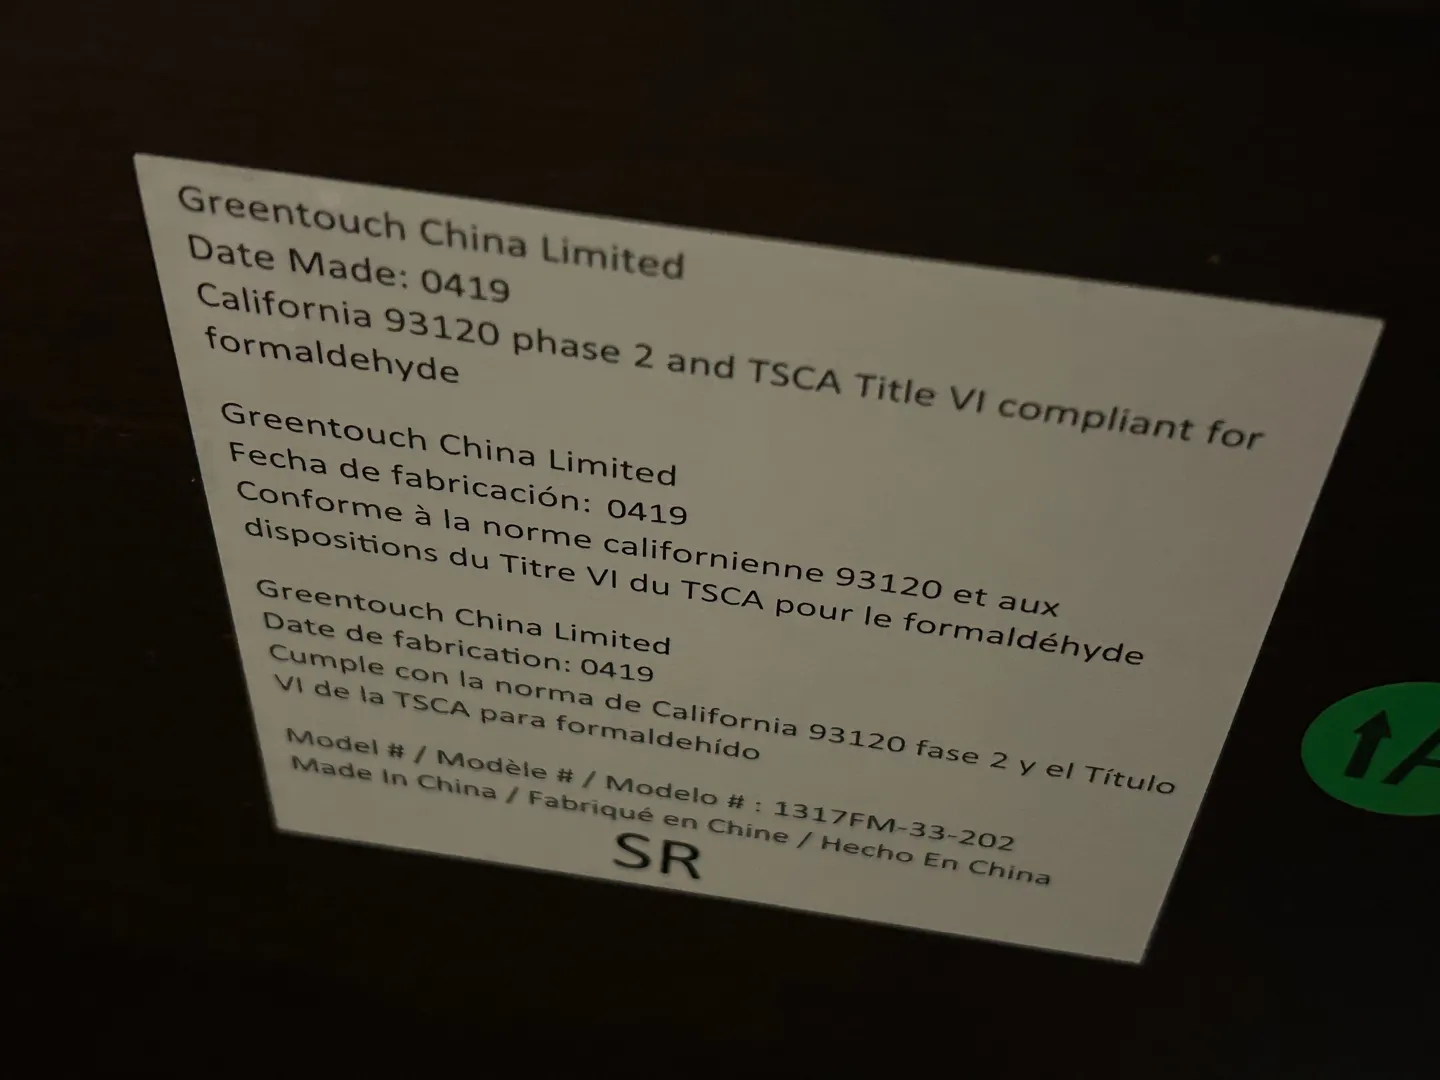 Greentouch China Limited
Date Made: 0419
California 93120 phase 2 and TSCA Title VI compliant for
formaldehyde
Greentouch China Limited
Fecha de fabricación: 0419
Conforme à la norme californienne 93120 et aux
dispositions du Titre VI du TSCA pour le formaldéhyde
Greentouch China Limited
Date de fabrication: 0419
Cumple con la norma de California 93120 fase 2 y el Título
VI de la TSCA para formaldehído
Model # / Modèle # / Modelo # : 1317FM-33-202
Made In China / Fabriqué en Chine / Hecho En China
SR